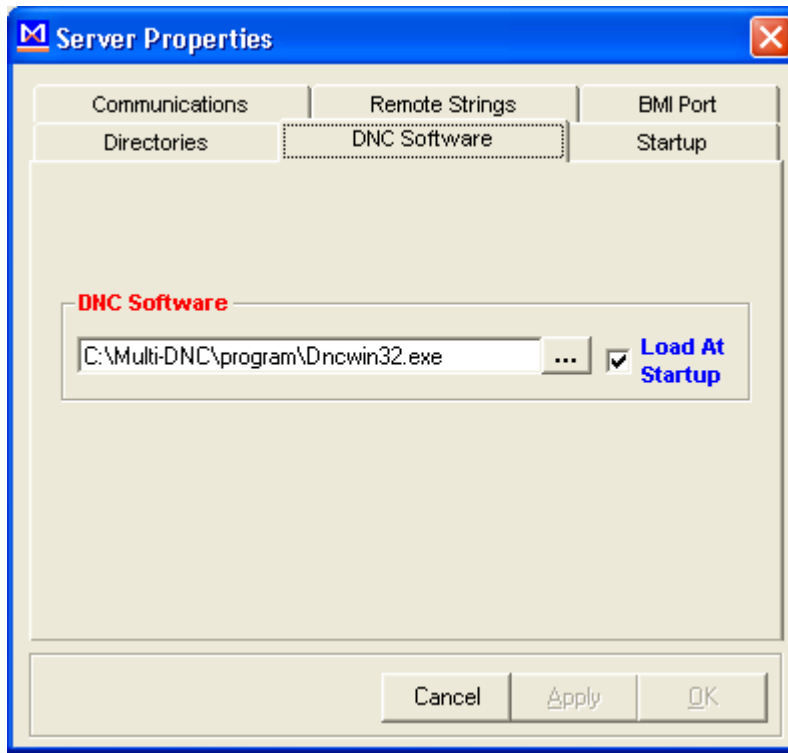 Server Properties
Communications Remote Strings BMI Port
Directories DNC Software Startup
DNC Software
C:\Multi-DNC\program\Dncwin32.exe ... Load At
Startup
Cancel Apply OK